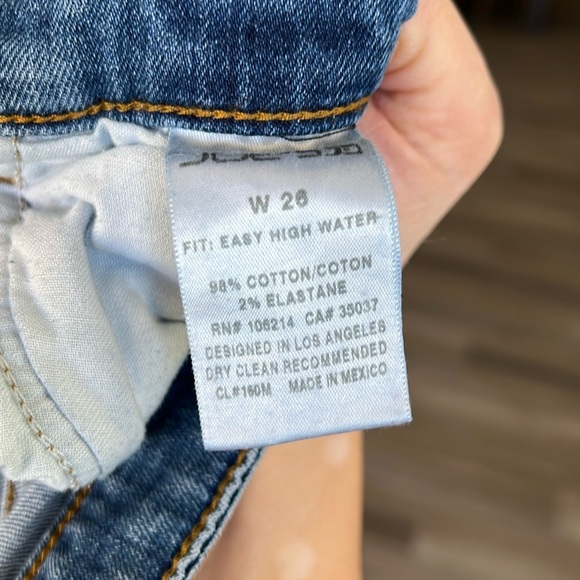 W 26
FIT: EASY HIGH WATER
98% COTTON/COTON
2% ELASTANE
RN# 106214 CA# 35037
DESIGNED IN LOS ANGELES
DRY CLEAN RECOMMENDED
CL#160M MADE IN MEXICO